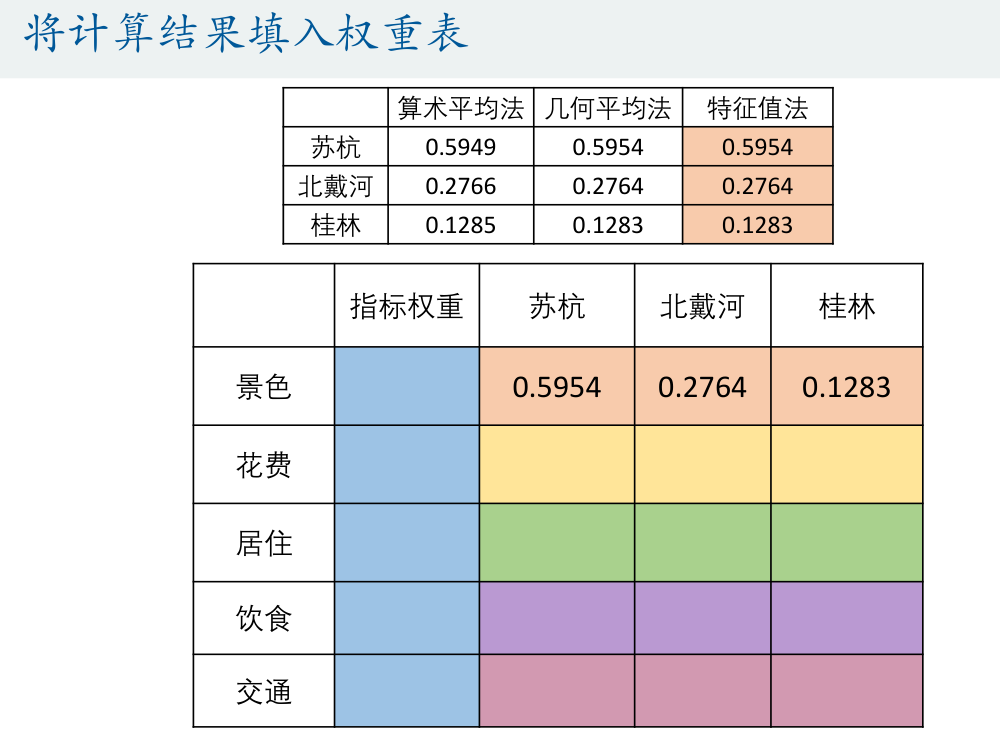 将计算结果填入权重表
算术平均法 几何平均法 特征值法
苏杭 0.5949 0.5954 0.5954
北戴河 0.2766 0.2764 0.2764
桂林 0.1285 0.1283 0.1283
指标权重 苏杭 北戴河 桂林
景色 0.5954 0.2764 0.1283
花费
居住
饮食
交通